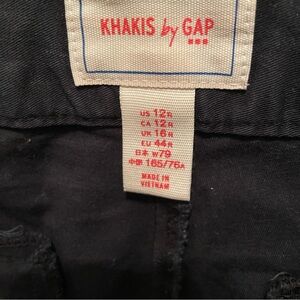 KHAKIS by GAP
US 12R
CA 12R
UK 16R
EU 44R
日本 W79
中国 165/76A
MADE IN
VIETNAM